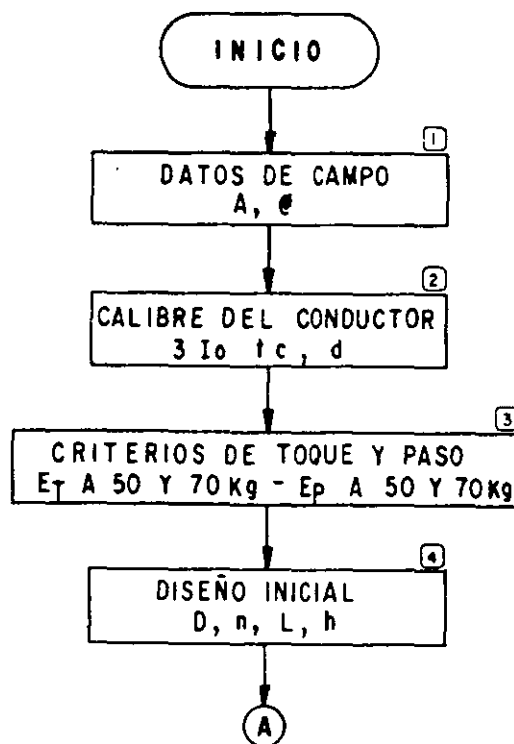 INICIO
1
DATOS DE CAMPO
A,
2
CALIBRE DEL CONDUCTOR
3 Io tc, d
3
CRITERIOS DE TOQUE Y PASO
ET A 50 Y 70 Kg - Ep A 50 Y 70 Kg
4
DISEÑO INICIAL
D, n, L, h
A